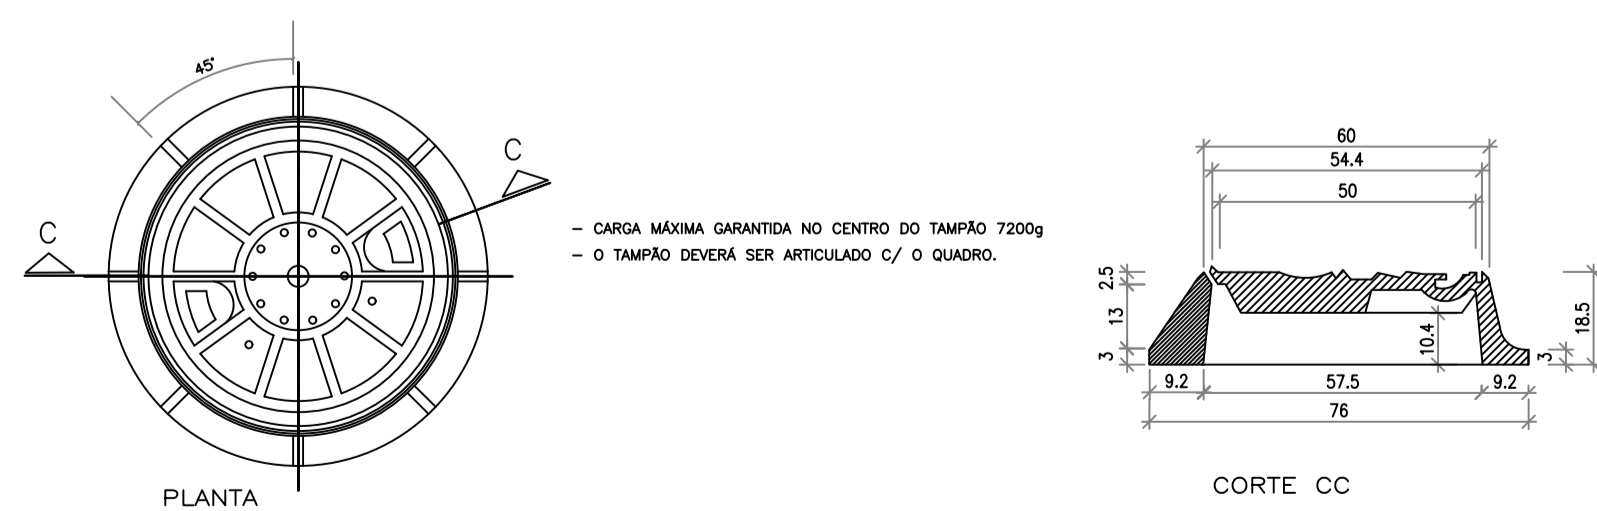 45°
C
C
PLANTA
- CARGA MÁXIMA GARANTIDA NO CENTRO DO TAMPÃO 7200g
- O TAMPÃO DEVERÁ SER ARTICULADO C/ O QUADRO.
60
54.4
50
2.5
13
3
10.4
3
18.5
9.2
57.5
9.2
76
CORTE CC